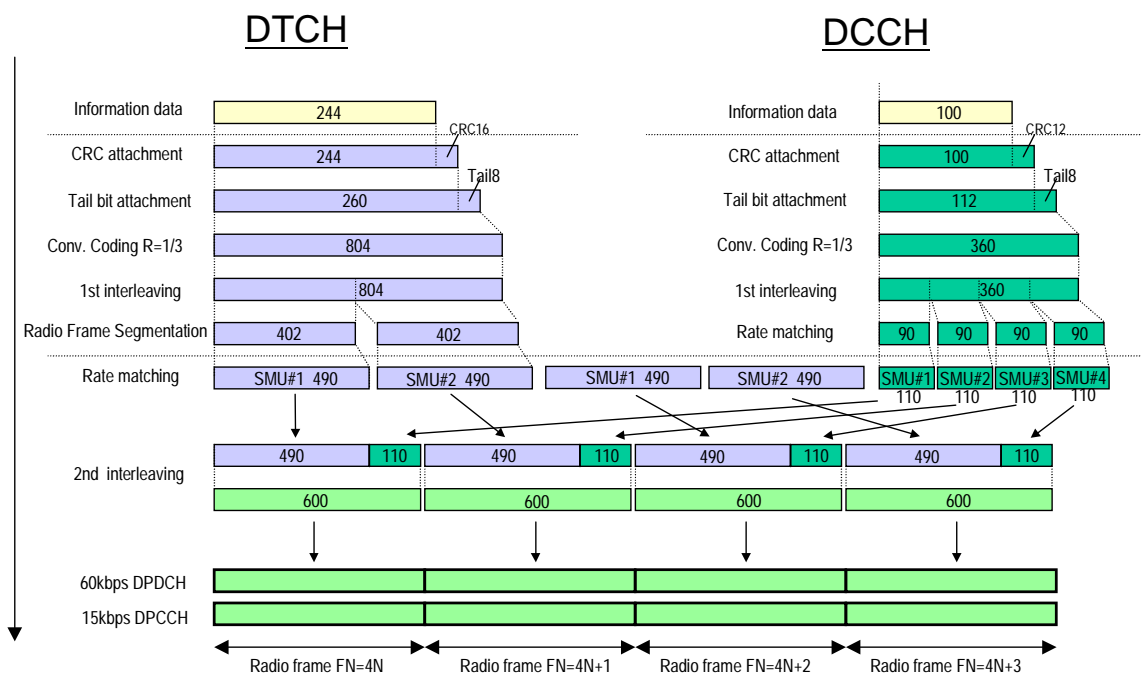 DTCH DCCH
Information data 244 Information data 100
CRC16 CRC12
CRC attachment 244 CRC attachment 100
Tail8 Tail8
Tail bit attachment 260 Tail bit attachment 112
Conv. Coding R=1/3 804 Conv. Coding R=1/3 360
1st interleaving 804 1st interleaving 360
Radio Frame Segmentation 402 402 Rate matching 90 90 90 90
Rate matching SMU#1 490 SMU#2 490 SMU#1 490 SMU#2 490 SMU#1 SMU#2 SMU#3 SMU#4
110 110 110 110
490 110 490 110 490 110 490 110
2nd interleaving
600 600 600 600
60kbps DPDCH
15kbps DPCCH
Radio frame FN=4N Radio frame FN=4N+1 Radio frame FN=4N+2 Radio frame FN=4N+3